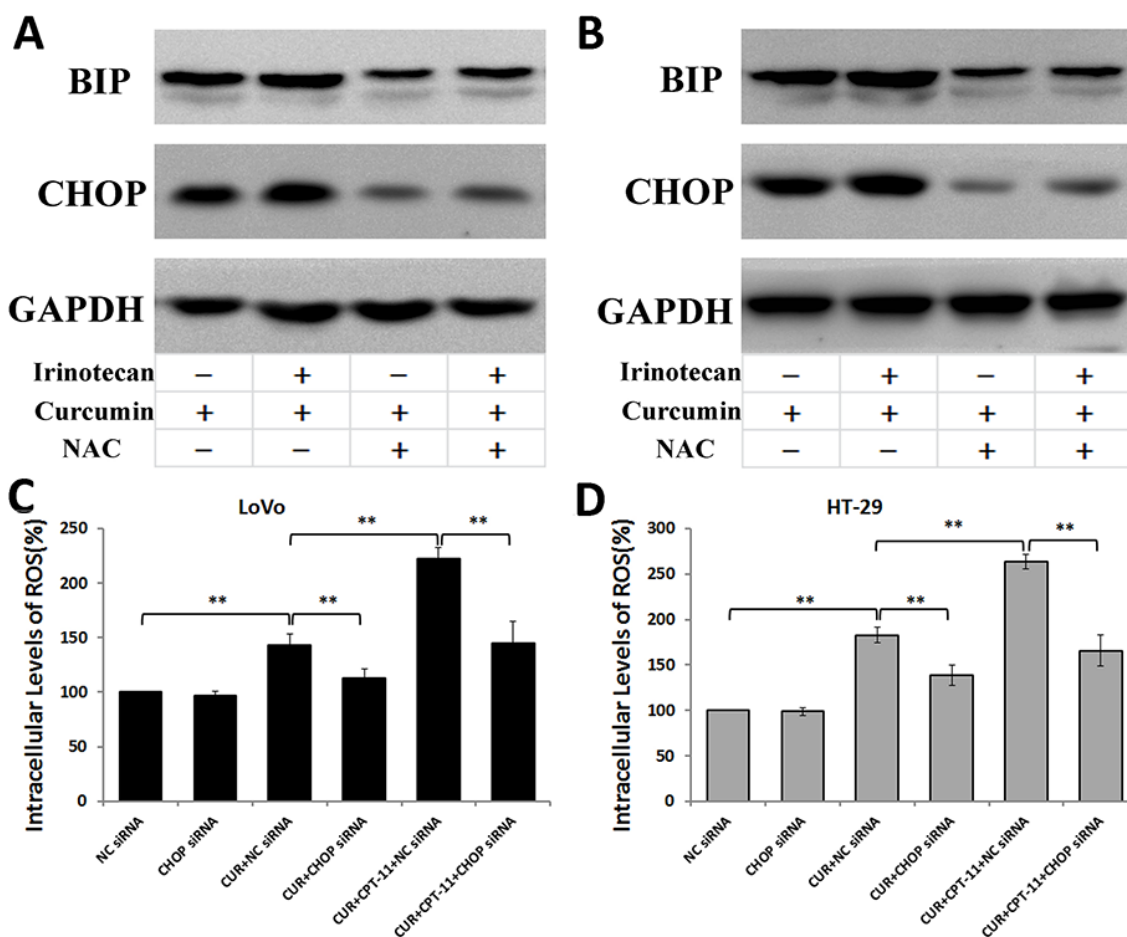 A
BIP
CHOP
GAPDH
Irinotecan − + − +
Curcumin + + + +
NAC − − + +
B
BIP
CHOP
GAPDH
Irinotecan − + − +
Curcumin + + + +
NAC − − + +
C
LoVo
Intracellular Levels of ROS(%)
250
200
150
100
50
0
** ** ** **
NC siRNA
CHOP siRNA
CUR+NC siRNA
CUR+CHOP siRNA
CUR+CPT-11+NC siRNA
CUR+CPT-11+CHOP siRNA
D
HT-29
Intracellular Levels of ROS(%)
300
250
200
150
100
50
0
** ** ** **
NC siRNA
CHOP siRNA
CUR+NC siRNA
CUR+CHOP siRNA
CUR+CPT-11+NC siRNA
CUR+CPT-11+CHOP siRNA